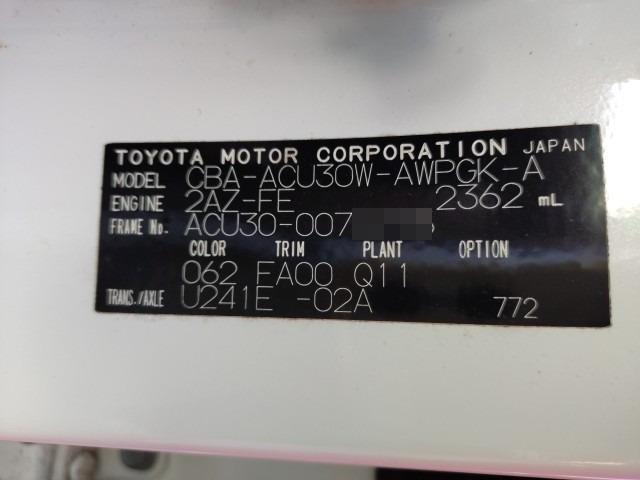 TOYOTA MOTOR CORPORATION JAPAN
MODEL CBA-ACU30W-AWPGK-A
ENGINE 2AZ-FE 2362 mL
FRAME No. ACU30-007
COLOR TRIM PLANT OPTION
062 FA00 Q11
TRANS./AXLE U241E -02A 772